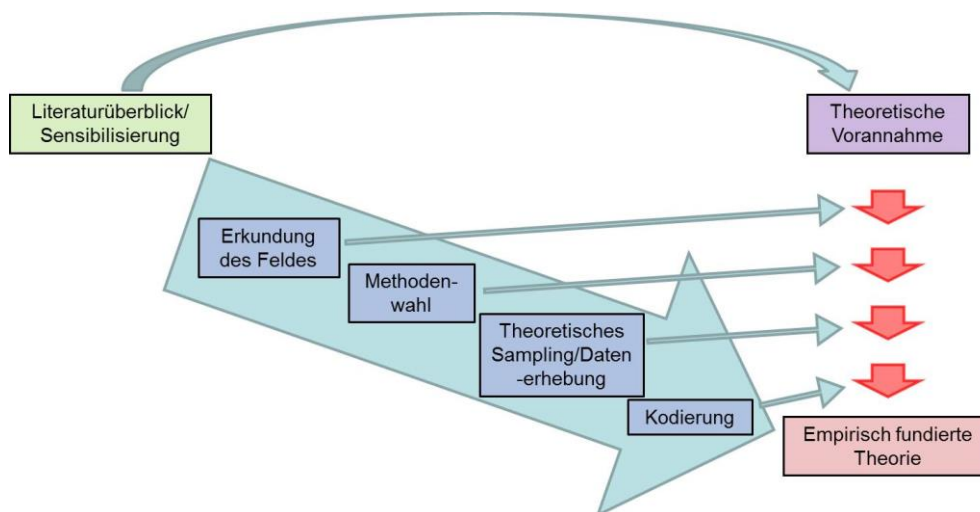 Literaturüberblick/
Sensibilisierung
Theoretische
Vorannahme
Erkundung
des Feldes
Methoden-
wahl
Theoretisches
Sampling/Daten
-erhebung
Kodierung
Empirisch fundierte
Theorie